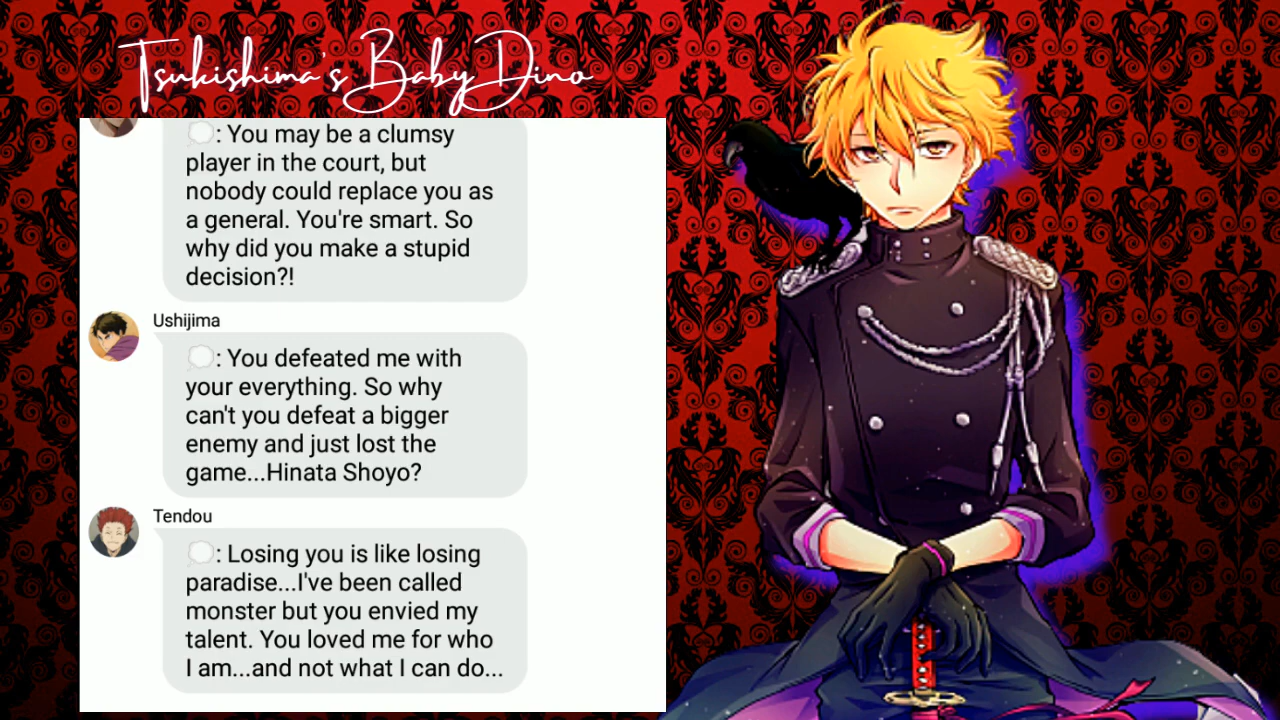 Tsukishima's Baby Dino
💭: You may be a clumsy
player in the court, but
nobody could replace you as
a general. You're smart. So
why did you make a stupid
decision?!
Ushijima
💭: You defeated me with
your everything. So why
can't you defeat a bigger
enemy and just lost the
game...Hinata Shoyo?
Tendou
💭: Losing you is like losing
paradise...I've been called
monster but you envied my
talent. You loved me for who
I am...and not what I can do...